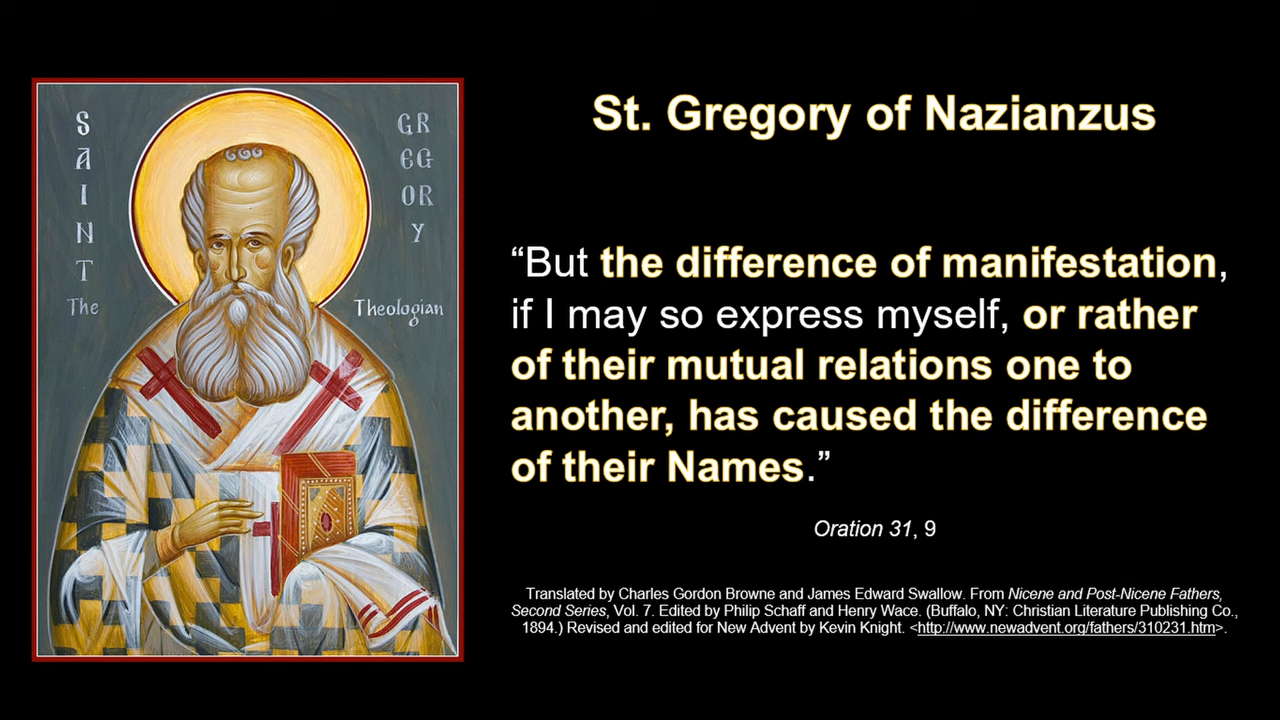 SAINT
GREGORY
The
Theologian
St. Gregory of Nazianzus
“But the difference of manifestation,
if I may so express myself, or rather
of their mutual relations one to
another, has caused the difference
of their Names.”
Oration 31, 9
Translated by Charles Gordon Browne and James Edward Swallow. From Nicene and Post-Nicene Fathers,
Second Series, Vol. 7. Edited by Philip Schaff and Henry Wace. (Buffalo, NY: Christian Literature Publishing Co.,
1894.) Revised and edited for New Advent by Kevin Knight. <http://www.newadvent.org/fathers/310231.htm>.